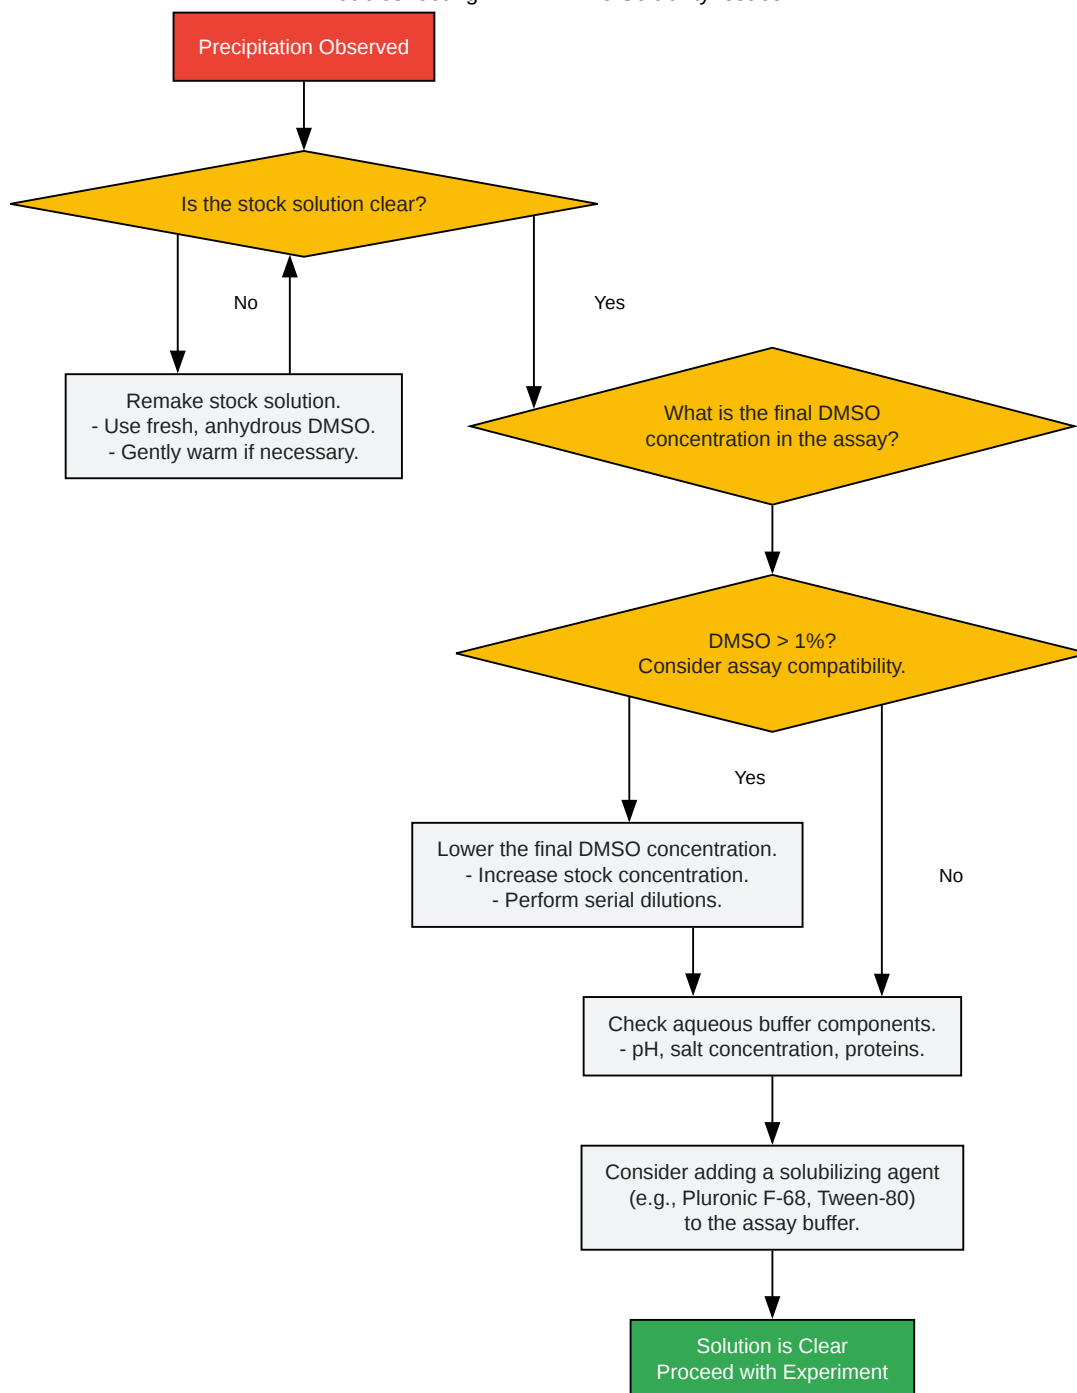 Precipitation Observed
Is the stock solution clear?
No
Yes
Remake stock solution.
- Use fresh, anhydrous DMSO.
- Gently warm if necessary.
What is the final DMSO
concentration in the assay?
DMSO > 1%?
Consider assay compatibility.
Yes
Lower the final DMSO concentration.
- Increase stock concentration.
- Perform serial dilutions.
No
Check aqueous buffer components.
- pH, salt concentration, proteins.
Consider adding a solubilizing agent
(e.g., Pluronic F-68, Tween-80)
to the assay buffer.
Solution is Clear
Proceed with Experiment